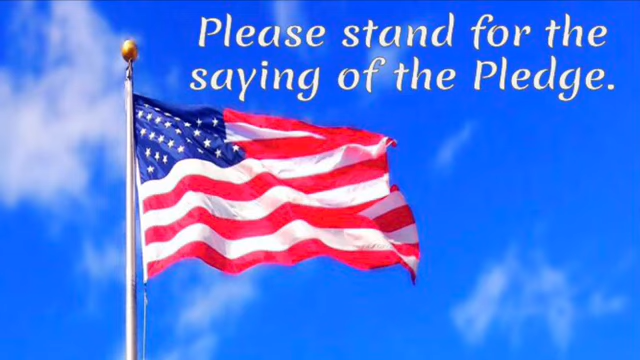 Please stand for the
saying of the Pledge.